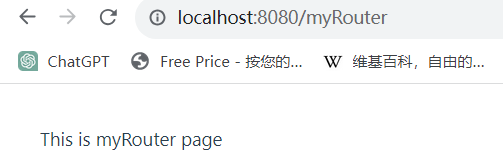 localhost:8080/myRouter
ChatGPT Free Price - 按您的... W 维基百科，自由的...
This is myRouter page